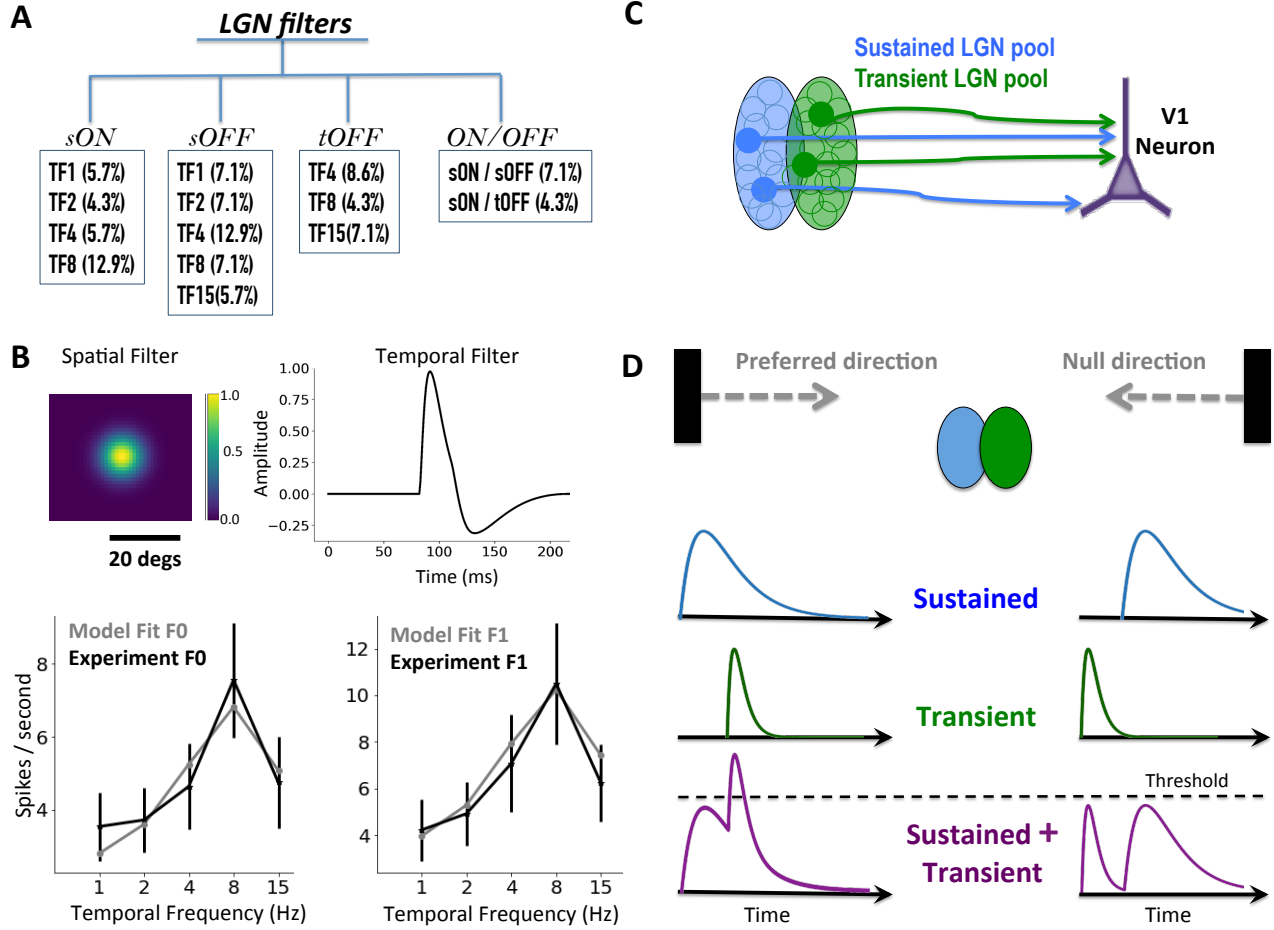 A
LGN filters
sON
TF1 (5.7%)
TF2 (4.3%)
TF4 (5.7%)
TF8 (12.9%)
sOFF
TF1 (7.1%)
TF2 (7.1%)
TF4 (12.9%)
TF8 (7.1%)
TF15(5.7%)
tOFF
TF4 (8.6%)
TF8 (4.3%)
TF15(7.1%)
ON/OFF
sON / sOFF (7.1%)
sON / tOFF (4.3%)
B
Spatial Filter
1.0
0.5
0.0
20 degs
Temporal Filter
Amplitude
1.00
0.75
0.50
0.25
0.00
−0.25
0 50 100 150 200
Time (ms)
Model Fit F0
Experiment F0
Spikes / second
8
6
4
1 2 4 8 15
Temporal Frequency (Hz)
Model Fit F1
Experiment F1
12
10
8
6
4
1 2 4 8 15
Temporal Frequency (Hz)
C
Sustained LGN pool
Transient LGN pool
V1
Neuron
D
Preferred direction
Null direction
Sustained
Transient
Threshold
Sustained +
Transient
Time
Time